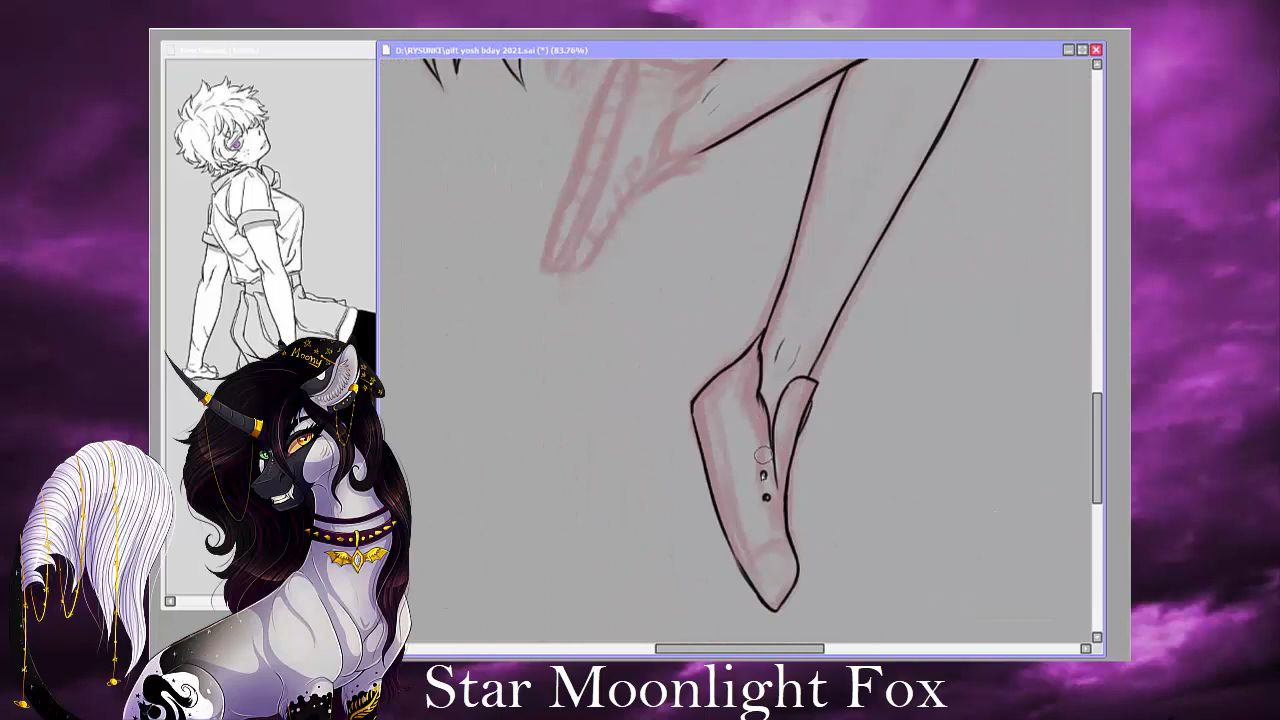 D:\RYSUNKI\gift yosh bday 2021.sai (*) (83.76%)
Moony
Star Moonlight Fox